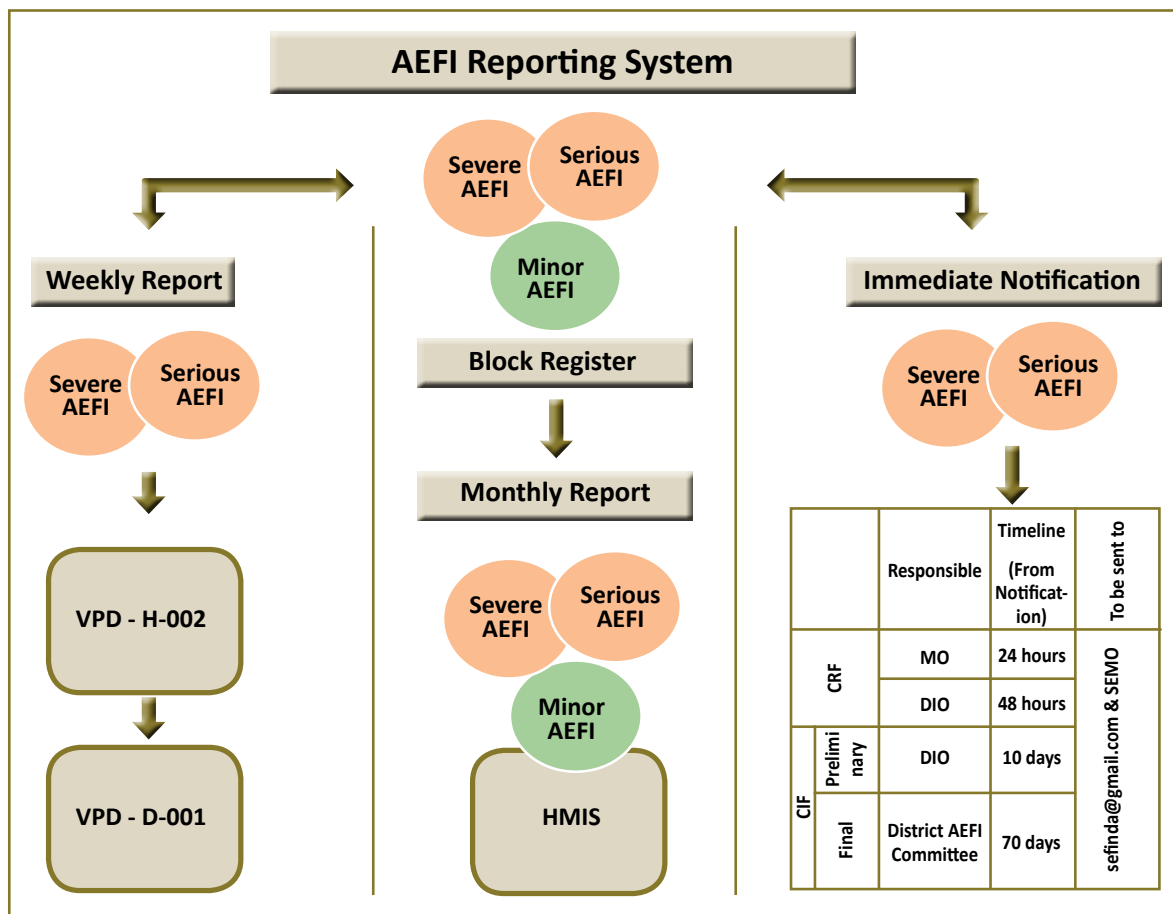 AEFI Reporting System
Severe
AEFI
Serious
AEFI
Minor
AEFI
Weekly Report
Severe
AEFI
Serious
AEFI
VPD - H-002
VPD - D-001
Block Register
Monthly Report
Severe
AEFI
Serious
AEFI
Minor
AEFI
HMIS
Immediate Notification
Severe
AEFI
Serious
AEFI
Responsible
Timeline
(From
Notificat-
ion)
To be sent to
CRF
MO
24 hours
DIO
48 hours
CIF
Prelimi
nary
DIO
10 days
Final
District AEFI
Committee
70 days
sefinda@gmail.com & SEMO